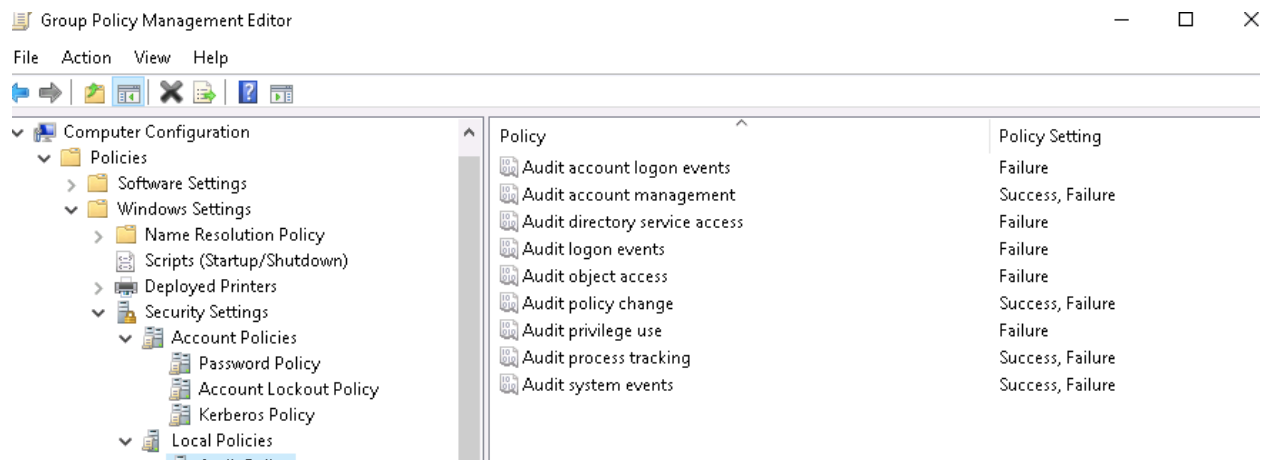 Group Policy Management Editor
File Action View Help
Computer Configuration
Policies
Software Settings
Windows Settings
Name Resolution Policy
Scripts (Startup/Shutdown)
Deployed Printers
Security Settings
Account Policies
Password Policy
Account Lockout Policy
Kerberos Policy
Local Policies
Policy Policy Setting
Audit account logon events Failure
Audit account management Success, Failure
Audit directory service access Failure
Audit logon events Failure
Audit object access Failure
Audit policy change Success, Failure
Audit privilege use Failure
Audit process tracking Success, Failure
Audit system events Success, Failure